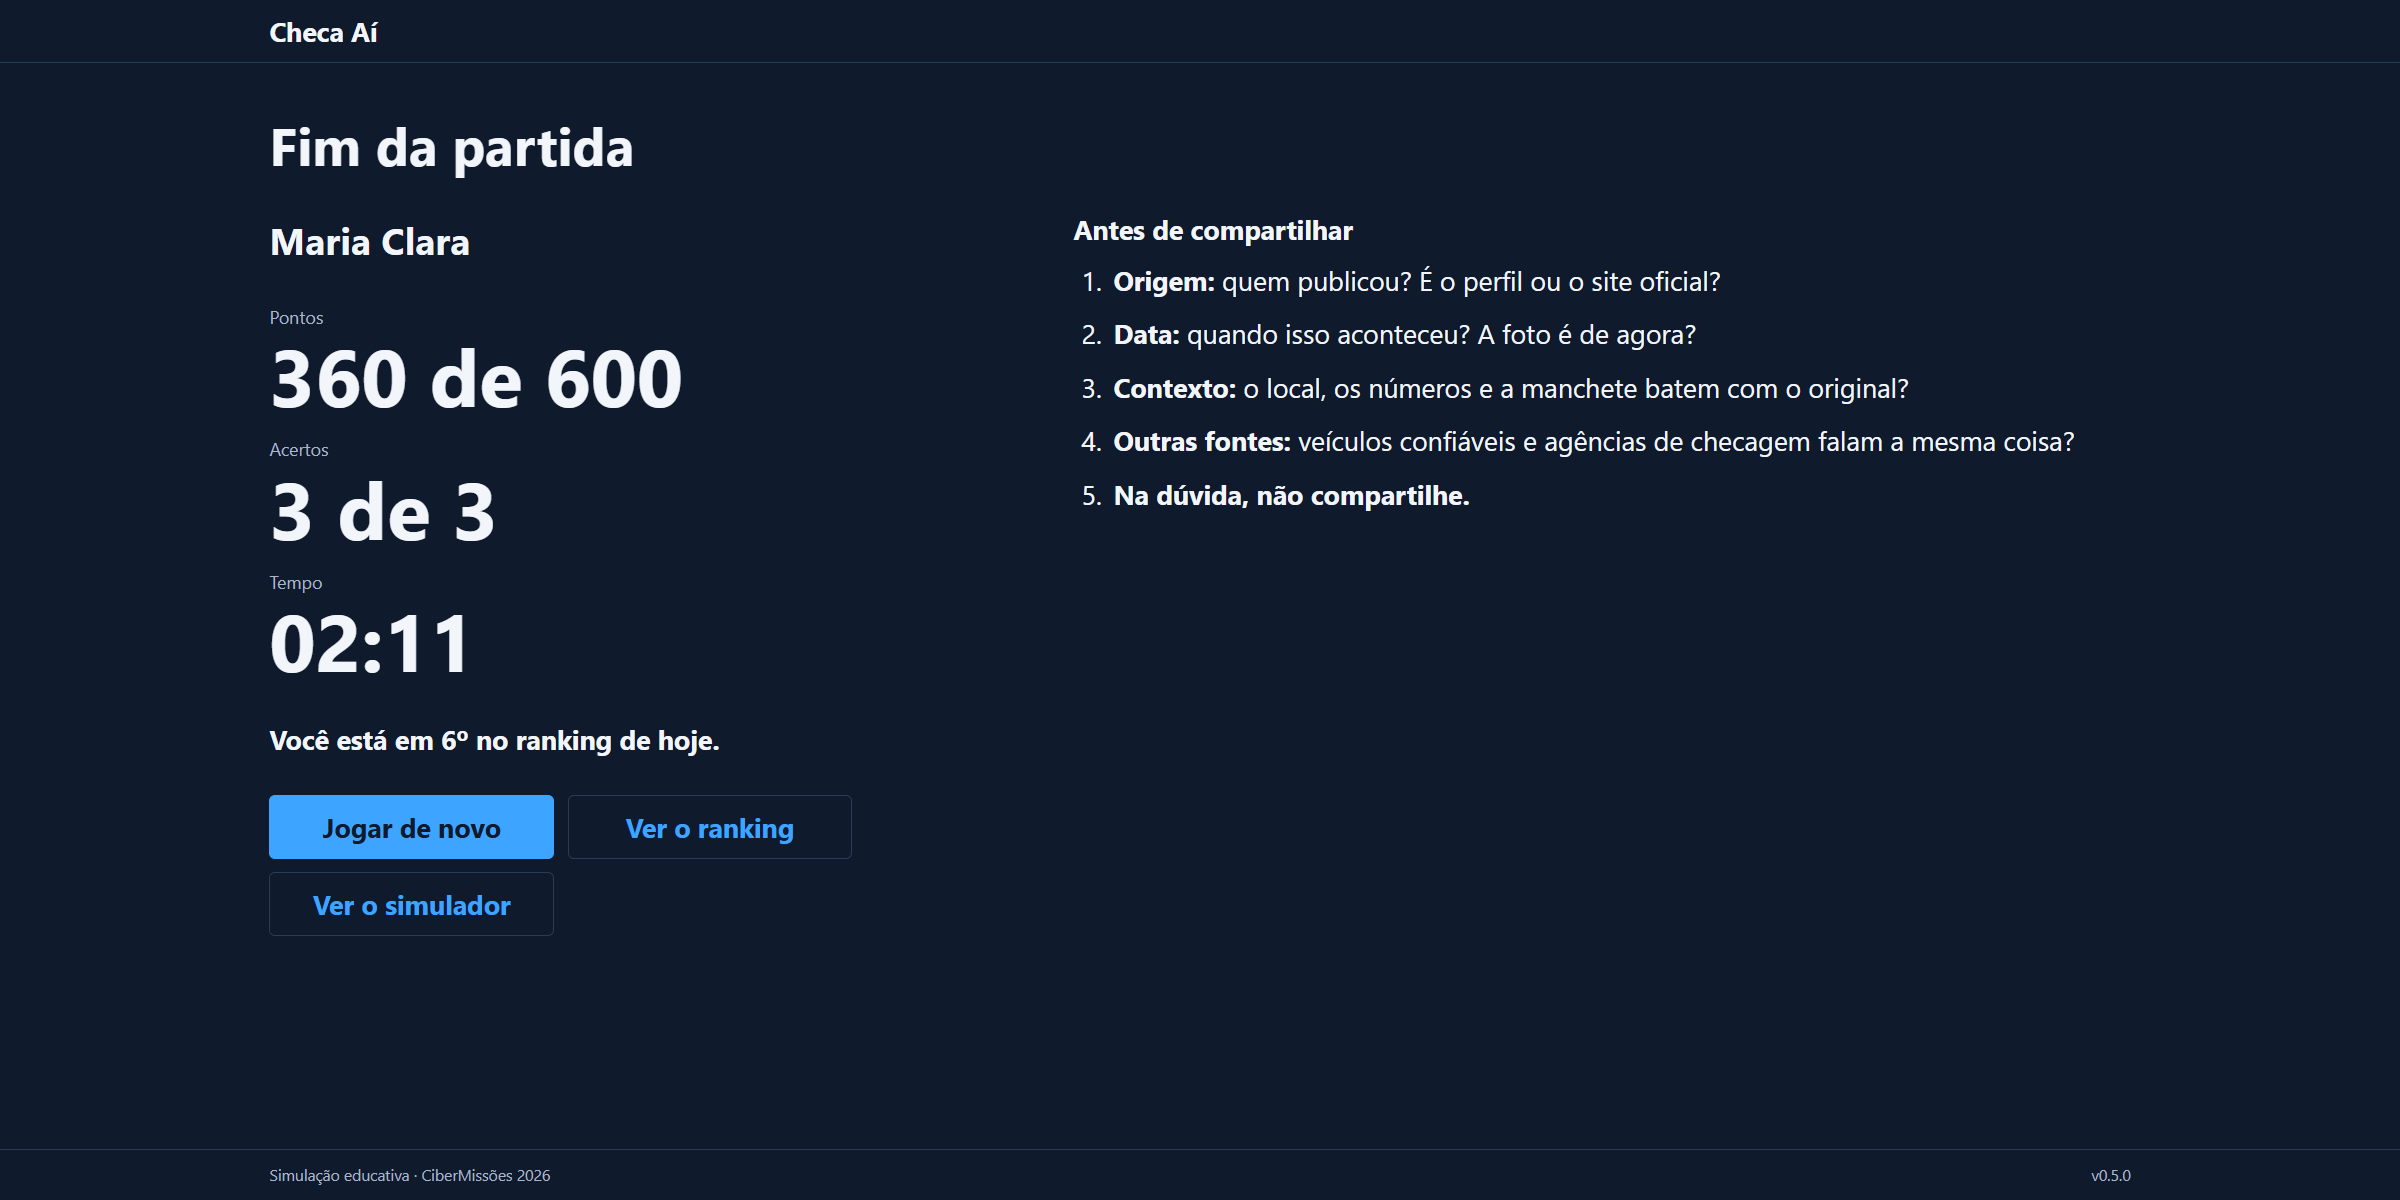 Checa Aí
Fim da partida
Maria Clara
Pontos
360 de 600
Acertos
3 de 3
Tempo
02:11
Você está em 6º no ranking de hoje.
Jogar de novo
Ver o ranking
Ver o simulador
Antes de compartilhar
1. Origem: quem publicou? É o perfil ou o site oficial?
2. Data: quando isso aconteceu? A foto é de agora?
3. Contexto: o local, os números e a manchete batem com o original?
4. Outras fontes: veículos confiáveis e agências de checagem falam a mesma coisa?
5. Na dúvida, não compartilhe.
Simulação educativa · CiberMissões 2026
v0.5.0